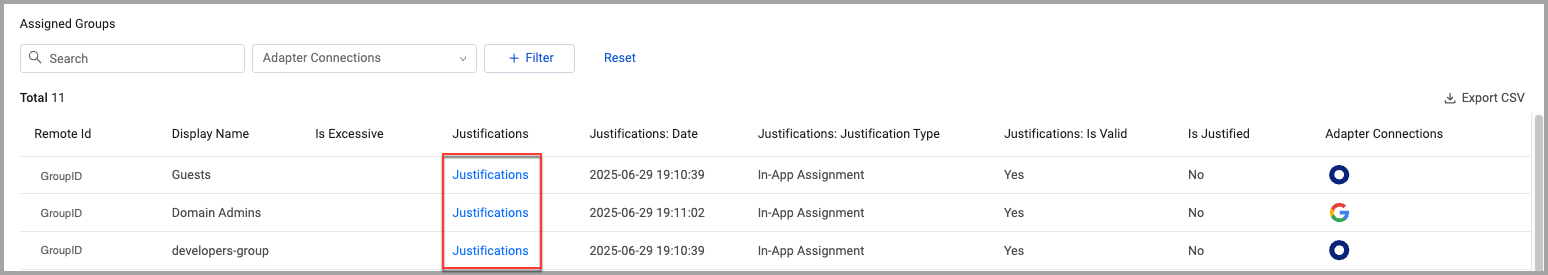 Assigned Groups
Search Adapter Connections + Filter Reset
Total 11 Export CSV
Remote Id Display Name Is Excessive Justifications Justifications: Date Justifications: Justification Type Justifications: Is Valid Is Justified Adapter Connections
GroupID Guests Justifications 2025-06-29 19:10:39 In-App Assignment Yes No
GroupID Domain Admins Justifications 2025-06-29 19:11:02 In-App Assignment Yes No
GroupID developers-group Justifications 2025-06-29 19:10:39 In-App Assignment Yes No